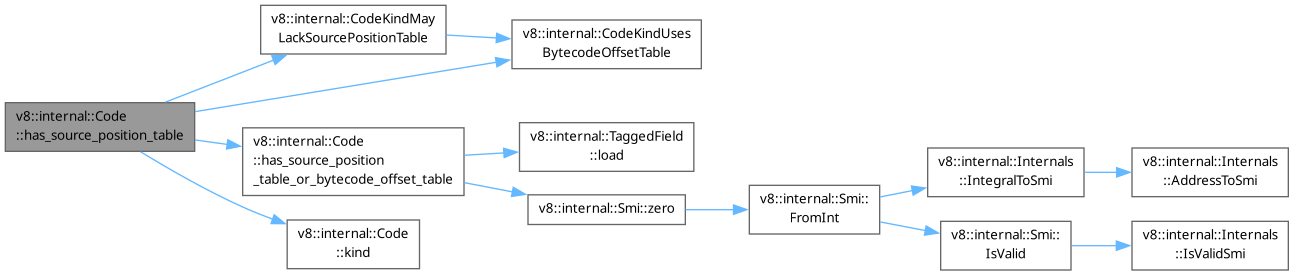 v8::internal::CodeKindMay
LackSourcePositionTable
v8::internal::CodeKindUses
BytecodeOffsetTable
v8::internal::Code
::has_source_position_table
v8::internal::Code
::has_source_position
_table_or_bytecode_offset_table
v8::internal::TaggedField
::load
v8::internal::Smi::zero
v8::internal::Smi::
FromInt
v8::internal::Internals
::IntegralToSmi
v8::internal::Internals
::AddressToSmi
v8::internal::Smi::
IsValid
v8::internal::Internals
::IsValidSmi
v8::internal::Code
::kind